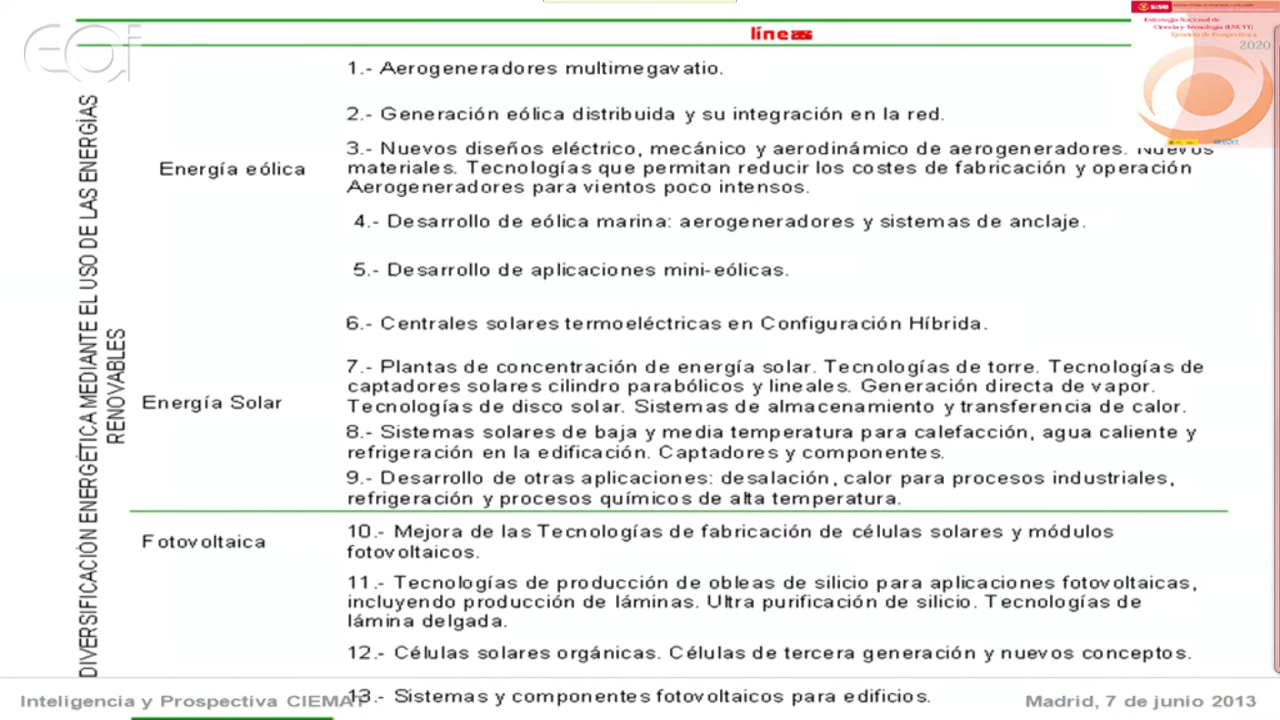 líneas
Estrategia Nacional de
Ciencia y Tecnología (ENCYT)
Ejercicio de Prospectiva a
2020
eoi
DIVERSIFICACIÓN ENERGÉTICA MEDIANTE EL USO DE LAS ENERGÍAS
RENOVABLES
Energía eólica
1.- Aerogeneradores multimegavatio.
2.- Generación eólica distribuida y su integración en la red.
3.- Nuevos diseños eléctrico, mecánico y aerodinámico de aerogeneradores. Nuevos
materiales. Tecnologías que permitan reducir los costes de fabricación y operación
Aerogeneradores para vientos poco intensos.
4.- Desarrollo de eólica marina: aerogeneradores y sistemas de anclaje.
5.- Desarrollo de aplicaciones mini-eólicas.
Energía Solar
6.- Centrales solares termoeléctricas en Configuración Híbrida.
7.- Plantas de concentración de energía solar. Tecnologías de torre. Tecnologías de
captadores solares cilindro parabólicos y lineales. Generación directa de vapor.
Tecnologías de disco solar. Sistemas de almacenamiento y transferencia de calor.
8.- Sistemas solares de baja y media temperatura para calefacción, agua caliente y
refrigeración en la edificación. Captadores y componentes.
9.- Desarrollo de otras aplicaciones: desalación, calor para procesos industriales,
refrigeración y procesos químicos de alta temperatura.
Fotovoltaica
10.- Mejora de las Tecnologías de fabricación de células solares y módulos
fotovoltaicos.
11.- Tecnologías de producción de obleas de silicio para aplicaciones fotovoltaicas,
incluyendo producción de láminas. Ultra purificación de silicio. Tecnologías de
lámina delgada.
12.- Células solares orgánicas. Células de tercera generación y nuevos conceptos.
13.- Sistemas y componentes fotovoltaicos para edificios.
Inteligencia y Prospectiva CIEMAT
Madrid, 7 de junio 2013